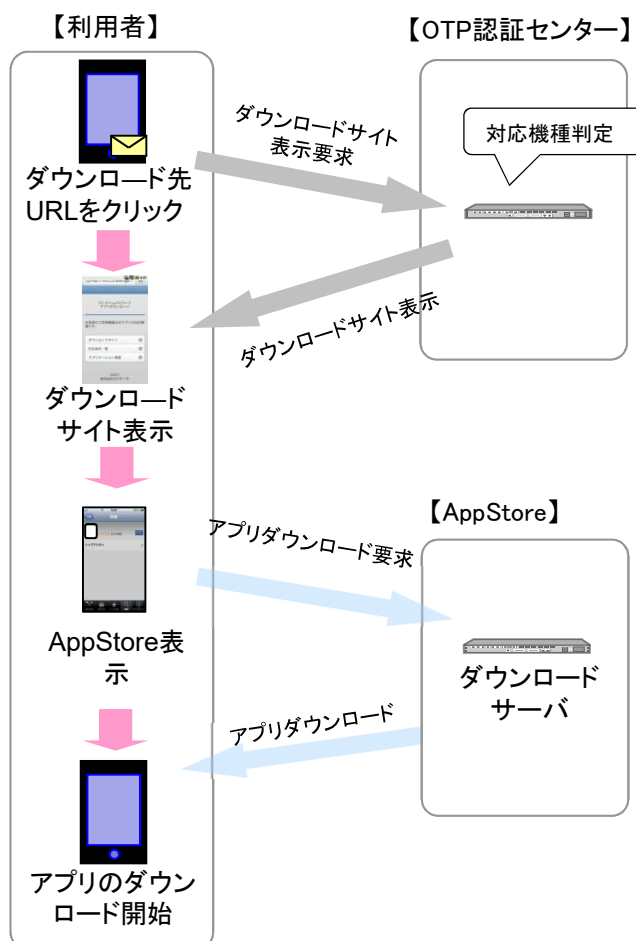 【利用者】
【OTP認証センター】
ダウンロードサイト
表示要求
対応機種判定
ダウンロード先
URLをクリック
ダウンロードサイト表示
ダウンロード
サイト表示
【AppStore】
アプリダウンロード要求
AppStore表
示
ダウンロード
サーバ
アプリダウンロード
アプリのダウン
ロード開始